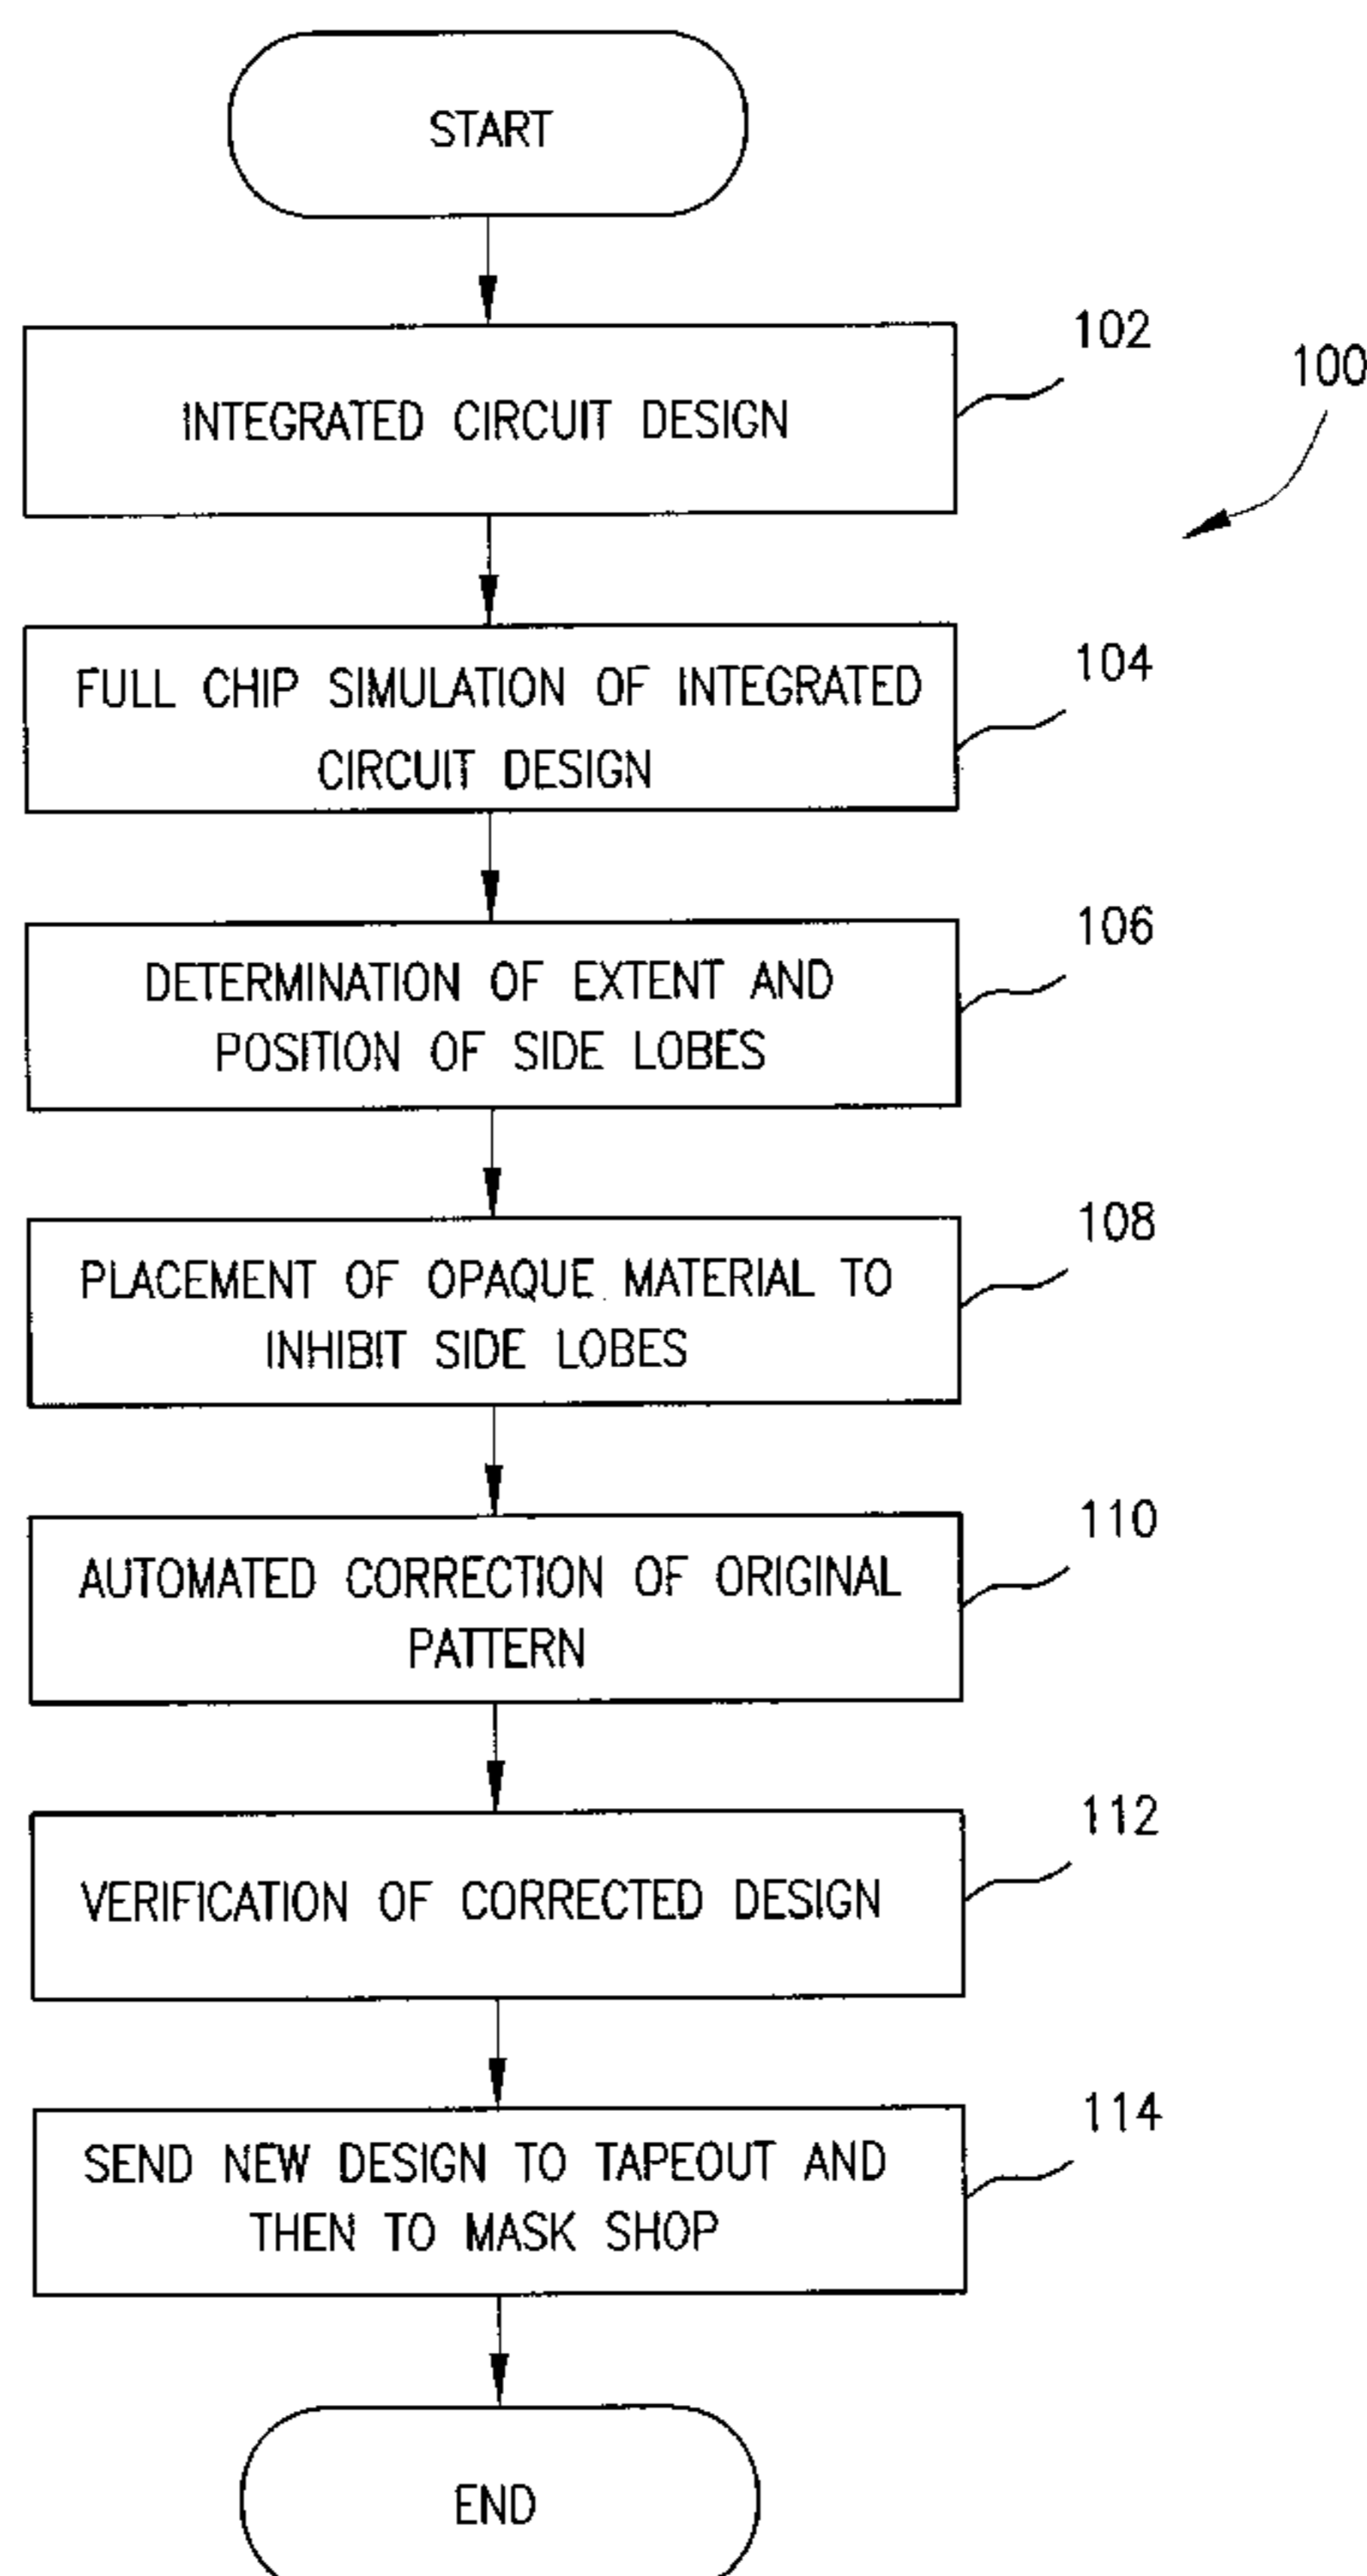 START
INTEGRATED CIRCUIT DESIGN
102
100
FULL CHIP SIMULATION OF INTEGRATED
CIRCUIT DESIGN
104
DETERMINATION OF EXTENT AND
POSITION OF SIDE LOBES
106
PLACEMENT OF OPAQUE MATERIAL TO
INHIBIT SIDE LOBES
108
AUTOMATED CORRECTION OF ORIGINAL
PATTERN
110
VERIFICATION OF CORRECTED DESIGN
112
SEND NEW DESIGN TO TAPEOUT AND
THEN TO MASK SHOP
114
END